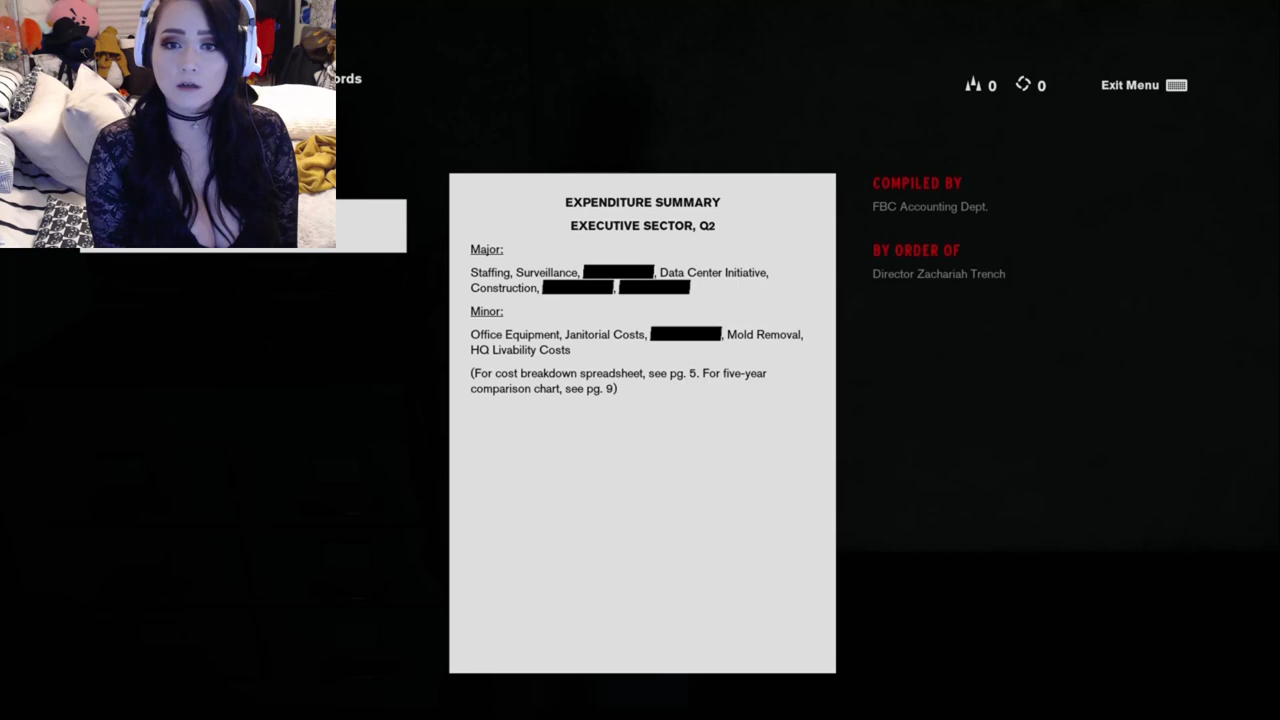 ords
0
0
Exit Menu
EXPENDITURE SUMMARY
EXECUTIVE SECTOR, Q2
Major:
Staffing, Surveillance, , Data Center Initiative,
Construction, ,
Minor:
Office Equipment, Janitorial Costs, , Mold Removal,
HQ Livability Costs
(For cost breakdown spreadsheet, see pg. 5. For five-year
comparison chart, see pg. 9)
COMPILED BY
FBC Accounting Dept.
BY ORDER OF
Director Zachariah Trench